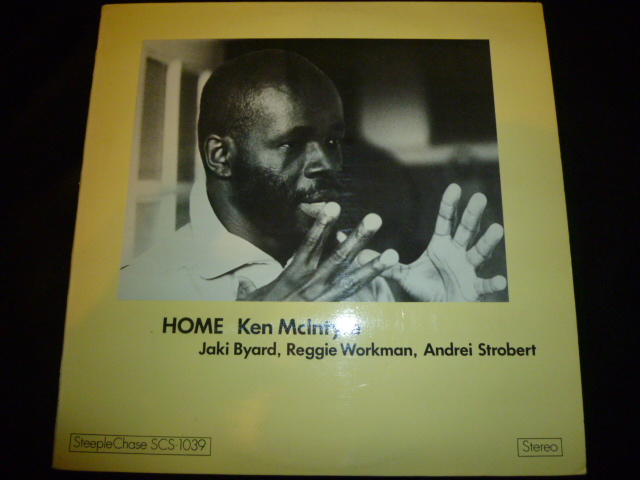 HOME Ken McIntyre
Jaki Byard, Reggie Workman, Andrei Strobert
SteepleChase SCS-1039
Stereo